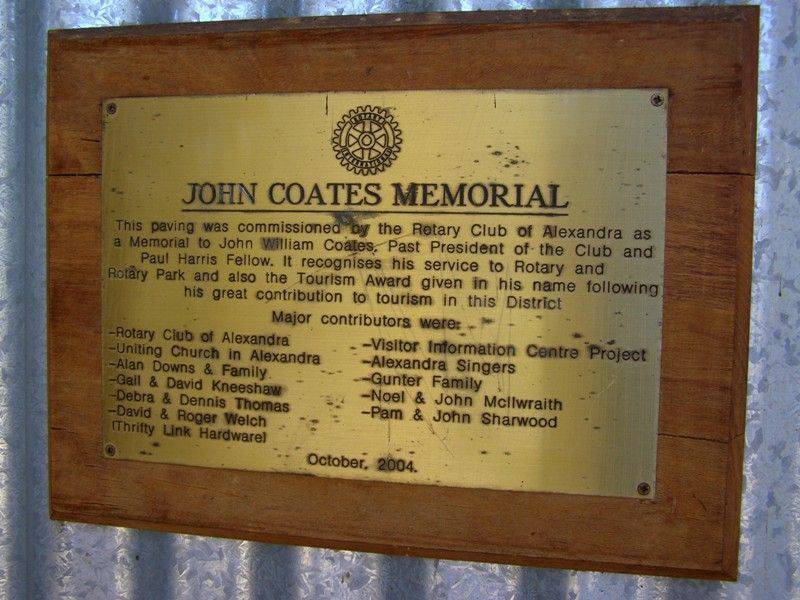 ROTARY
INTERNATIONAL
JOHN COATES MEMORIAL
This paving was commissioned by the Rotary Club of Alexandra as
a Memorial to John William Coates, Past President of the Club and
Paul Harris Fellow. It recognises his service to Rotary and
Rotary Park and also the Tourism Award given in his name following
his great contribution to tourism in this District
Major contributors were:
-Rotary Club of Alexandra
-Uniting Church in Alexandra
-Alan Downs & Family
-Gail & David Kneeshaw
-Debra & Dennis Thomas
-David & Roger Welch
(Thrifty Link Hardware)
-Visitor Information Centre Project
-Alexandra Singers
-Gunter Family
-Noel & John McIlwraith
-Pam & John Sharwood
October, 2004.